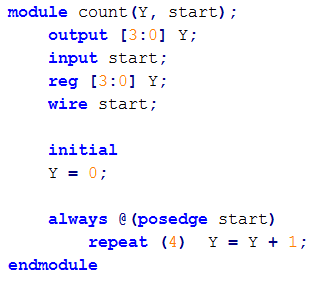 module count(Y, start);
output [3:0] Y;
input start;
reg [3:0] Y;
wire start;
initial
Y = 0;
always @(posedge start)
repeat (4)  Y = Y + 1;
endmodule